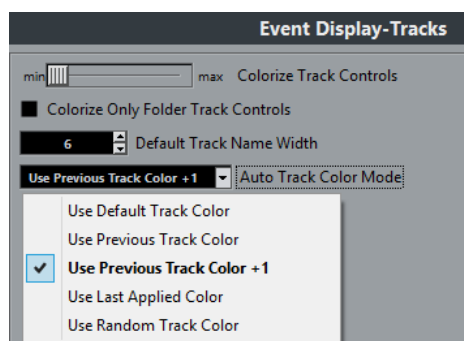 Event Display-Tracks
min max Colorize Track Controls
Colorize Only Folder Track Controls
6 Default Track Name Width
Use Previous Track Color +1 Auto Track Color Mode
Use Default Track Color
Use Previous Track Color
Use Previous Track Color +1
Use Last Applied Color
Use Random Track Color